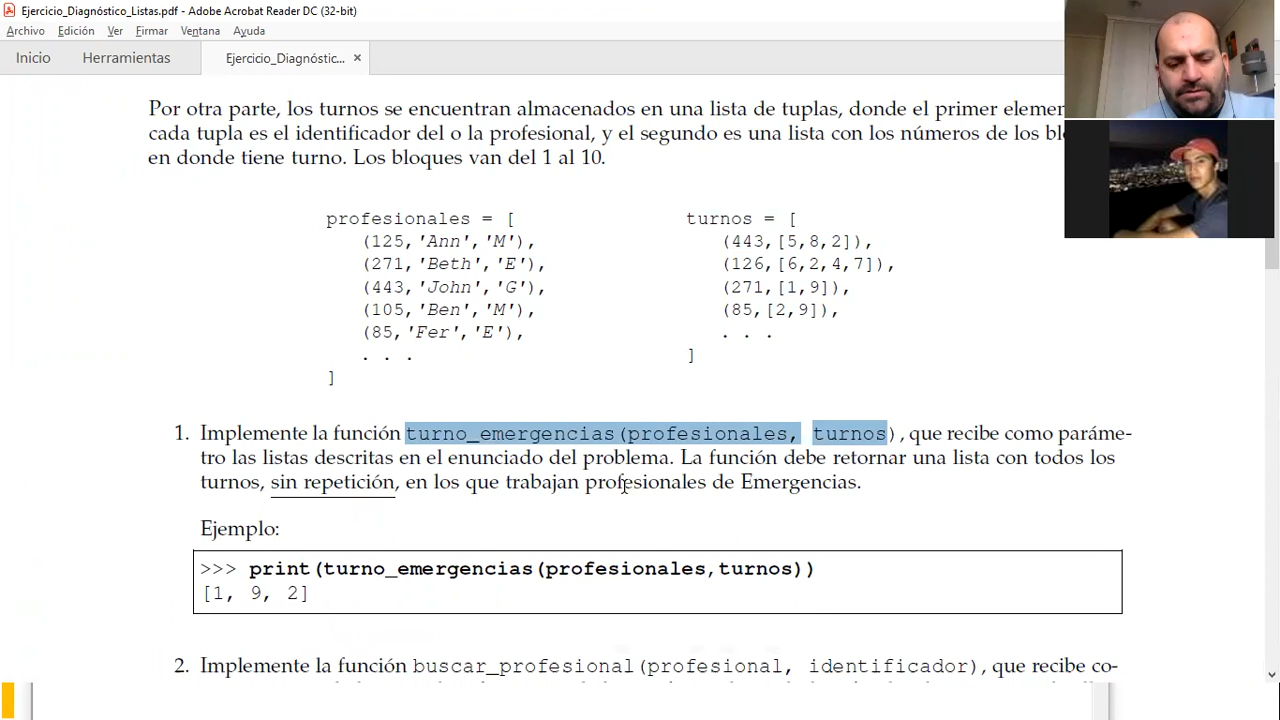 Ejercicio_Diagnóstico_Listas.pdf - Adobe Acrobat Reader DC (32-bit)
Archivo Edición Ver Firmar Ventana Ayuda
Inicio Herramientas Ejercicio_Diagnóstic... ×
Por otra parte, los turnos se encuentran almacenados en una lista de tuplas, donde el primer
cada tupla es el identificador del o la profesional, y el segundo es una lista con los números de los
en donde tiene turno. Los bloques van del 1 al 10.
profesionales = [ turnos = [
(125,'Ann','M'), (443,[5,8,2]),
(271,'Beth','E'), (126,[6,2,4,7]),
(443,'John','G'), (271,[1,9]),
(105,'Ben','M'), (85,[2,9]),
(85,'Fer','E'), . . .
. . . ]
]
1. Implemente la función turno_emergencias(profesionales, turnos), que recibe como paráme-
tro las listas descritas en el enunciado del problema. La función debe retornar una lista con todos los
turnos, sin repetición, en los que trabajan profesionales de Emergencias.
Ejemplo:
>>> print(turno_emergencias(profesionales,turnos))
[1, 9, 2]
2. Implemente la función buscar_profesional(profesional, identificador), que recibe co-